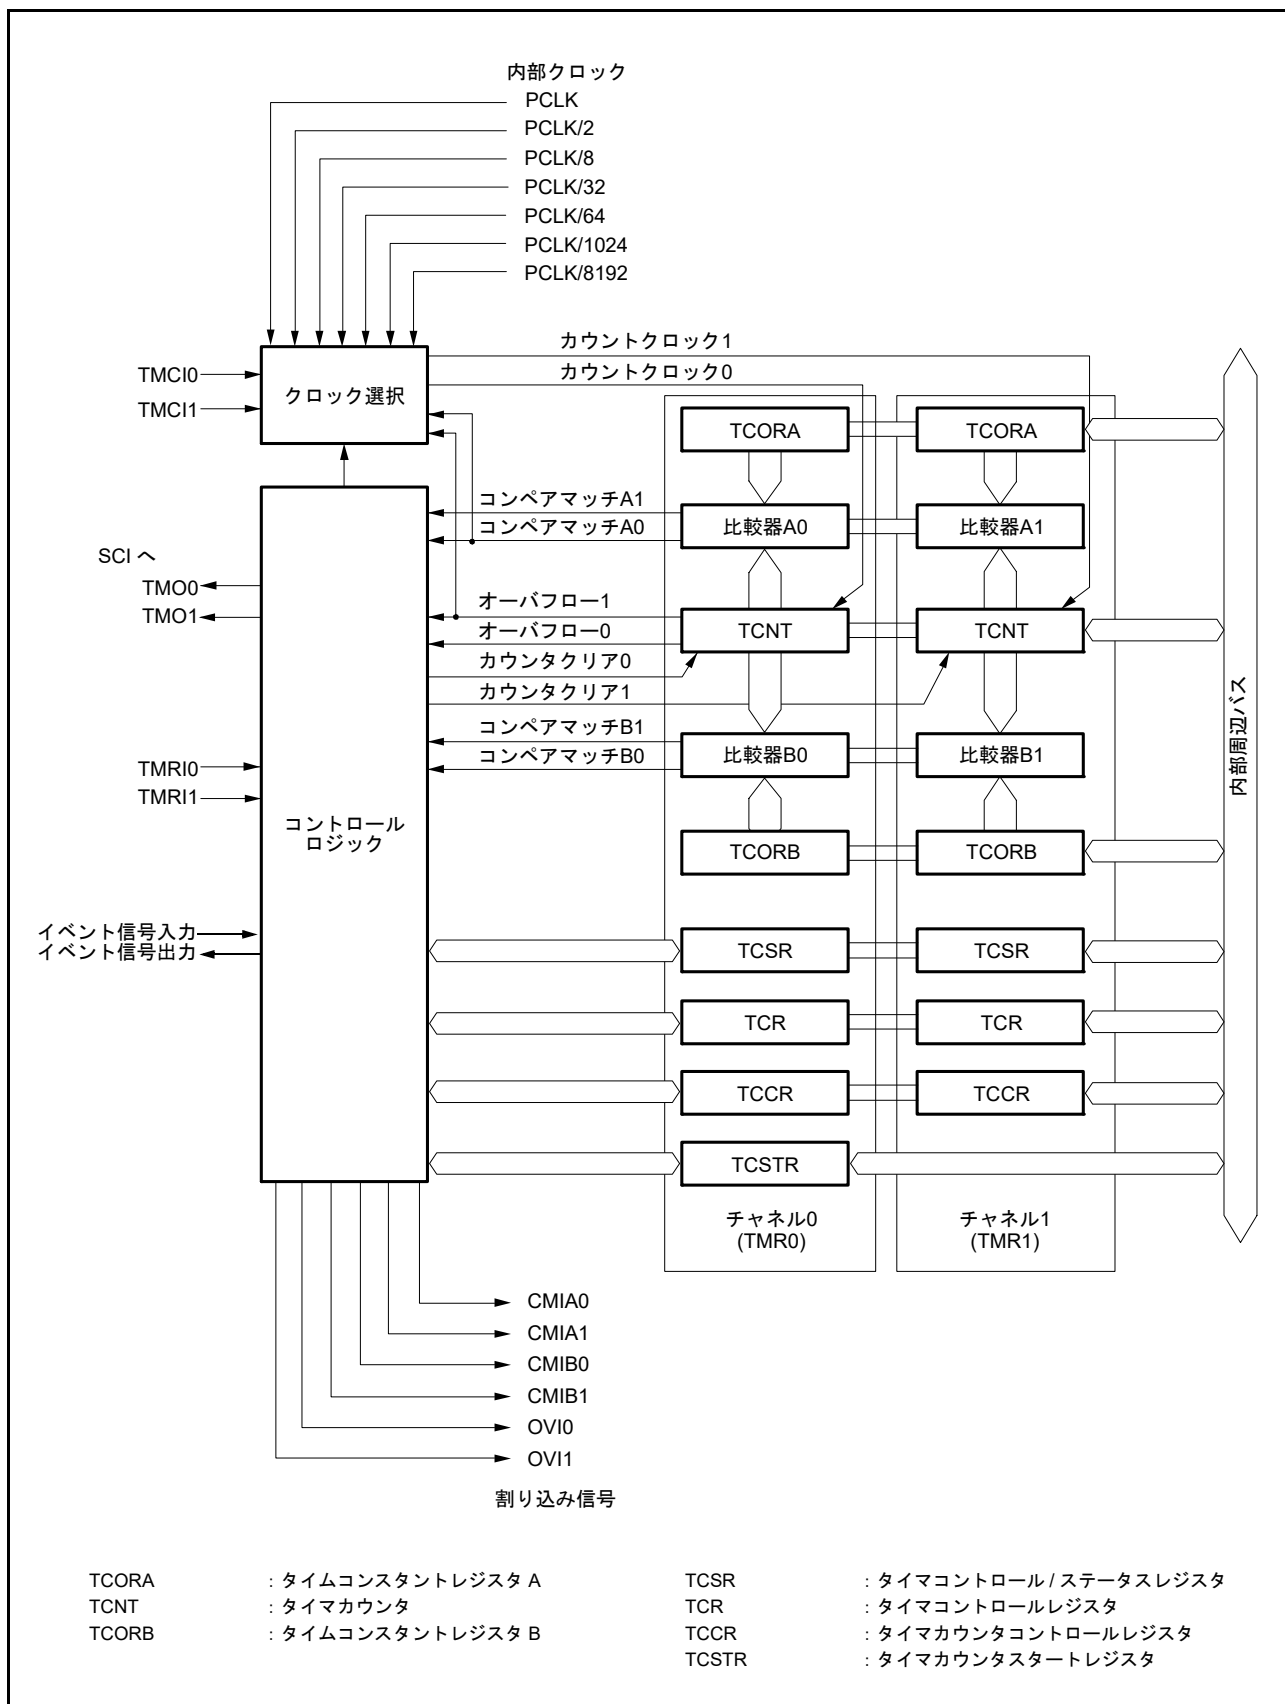 内部クロック
PCLK
PCLK/2
PCLK/8
PCLK/32
PCLK/64
PCLK/1024
PCLK/8192
カウントクロック1
カウントクロック0
TMCI0
TMCI1
クロック選択
TCORA
TCORA
コンペアマッチA1
コンペアマッチA0
比較器A0
比較器A1
SCI へ
TMO0
TMO1
オーバフロー1
オーバフロー0
カウンタクリア0
カウンタクリア1
TCNT
TCNT
コンペアマッチB1
コンペアマッチB0
比較器B0
比較器B1
内部周辺バス
TMRI0
TMRI1
コントロール
ロジック
TCORB
TCORB
イベント信号入力
イベント信号出力
TCSR
TCSR
TCR
TCR
TCCR
TCCR
TCSTR
チャネル0
(TMR0)
チャネル1
(TMR1)
CMIA0
CMIA1
CMIB0
CMIB1
OVI0
OVI1
割り込み信号
TCORA : タイムコンスタントレジスタ A
TCNT : タイマカウンタ
TCORB : タイムコンスタントレジスタ B
TCSR : タイマコントロール / ステータスレジスタ
TCR : タイマコントロールレジスタ
TCCR : タイマカウンタコントロールレジスタ
TCSTR : タイマカウンタスタートレジスタ